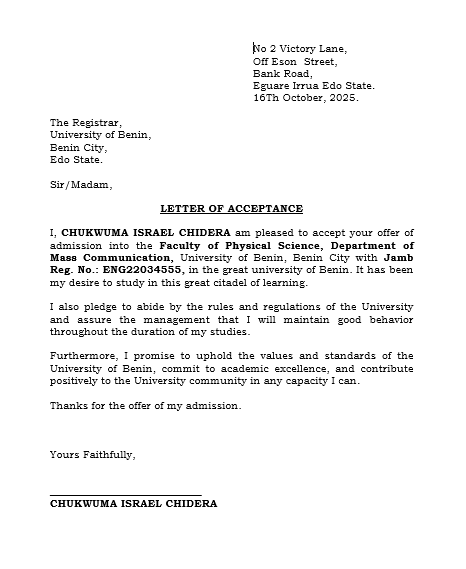 No 2 Victory Lane,
Off Eson  Street,
Bank Road,
Eguare Irrua Edo State.
16Th October, 2025.
The Registrar,
University of Benin,
Benin City,
Edo State.
Sir/Madam,
LETTER OF ACCEPTANCE
I, CHUKWUMA ISRAEL CHIDERA am pleased to accept your offer of
admission into the Faculty of Physical Science, Department of
Mass Communication, University of Benin, Benin City with Jamb
Reg. No.: ENG22034555, in the great university of Benin. It has been
my desire to study in this great citadel of learning.
I also pledge to abide by the rules and regulations of the University
and assure the management that I will maintain good behavior
throughout the duration of my studies.
Furthermore, I promise to uphold the values and standards of the
University of Benin, commit to academic excellence, and contribute
positively to the University community in any capacity I can.
Thanks for the offer of my admission.
Yours Faithfully,
CHUKWUMA ISRAEL CHIDERA